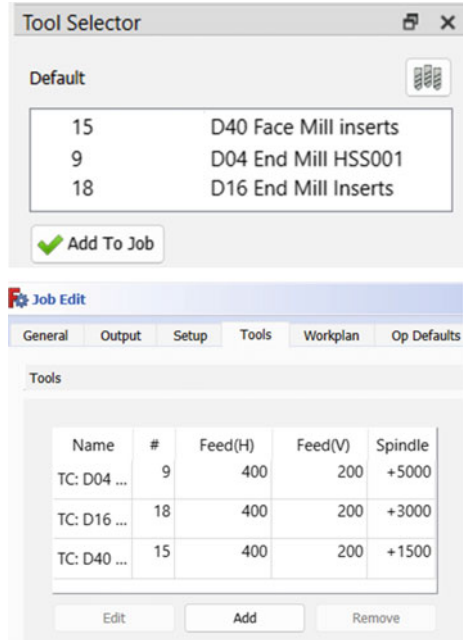 Tool Selector
Default
15 D40 Face Mill inserts
9 D04 End Mill HSS001
18 D16 End Mill Inserts
Add To Job
Job Edit
General Output Setup Tools Workplan Op Defaults
Tools
Name # Feed(H) Feed(V) Spindle
TC: D04 ... 9 400 200 +5000
TC: D16 ... 18 400 200 +3000
TC: D40 ... 15 400 200 +1500
Edit Add Remove